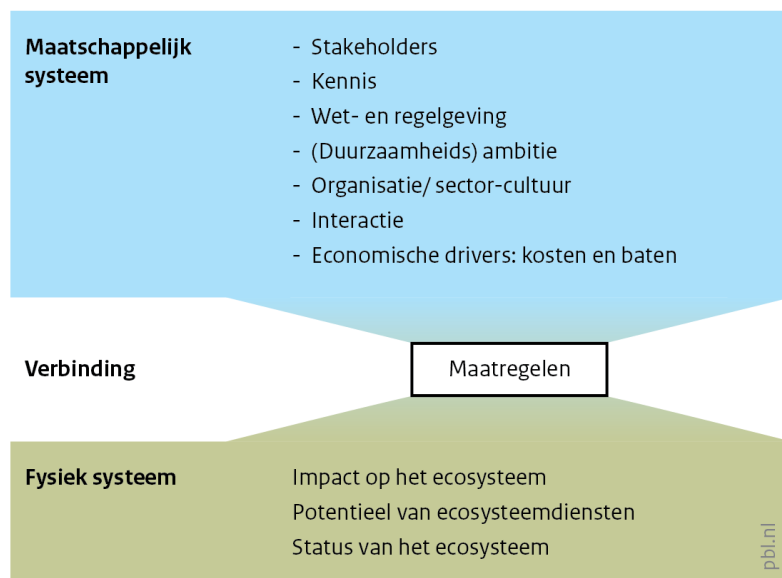 Maatschappelijk
systeem
- Stakeholders
- Kennis
- Wet- en regelgeving
- (Duurzaamheids) ambitie
- Organisatie/ sector-cultuur
- Interactie
- Economische drivers: kosten en baten
Verbinding
Maatregelen
Fysiek systeem
Impact op het ecosysteem
Potentieel van ecosysteemdiensten
Status van het ecosysteem
pbl.nl